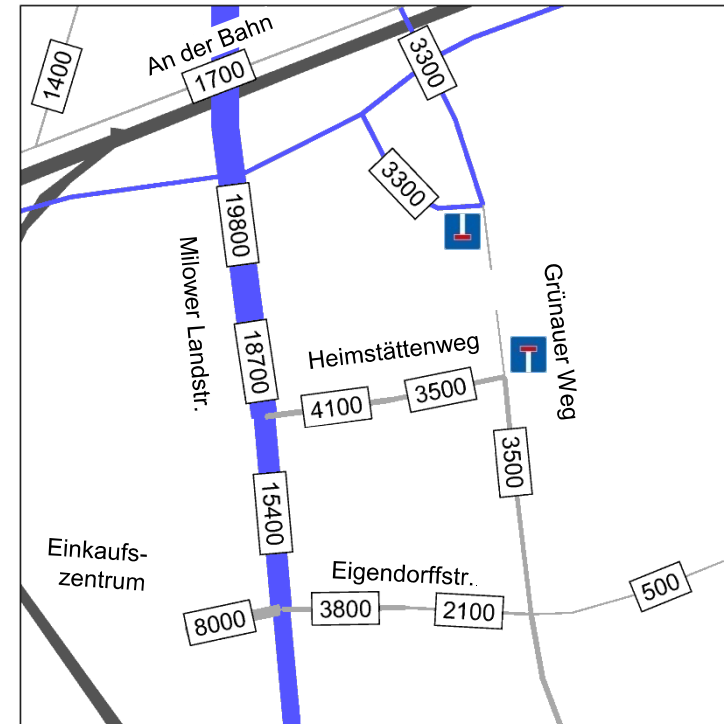 An der Bahn
1400
1700
3300
3300
19800
Milower Landstr.
Grünauer Weg
18700
Heimstättenweg
4100
3500
3500
15400
Einkaufs-
zentrum
Eigendorffstr..
8000
3800
2100
500